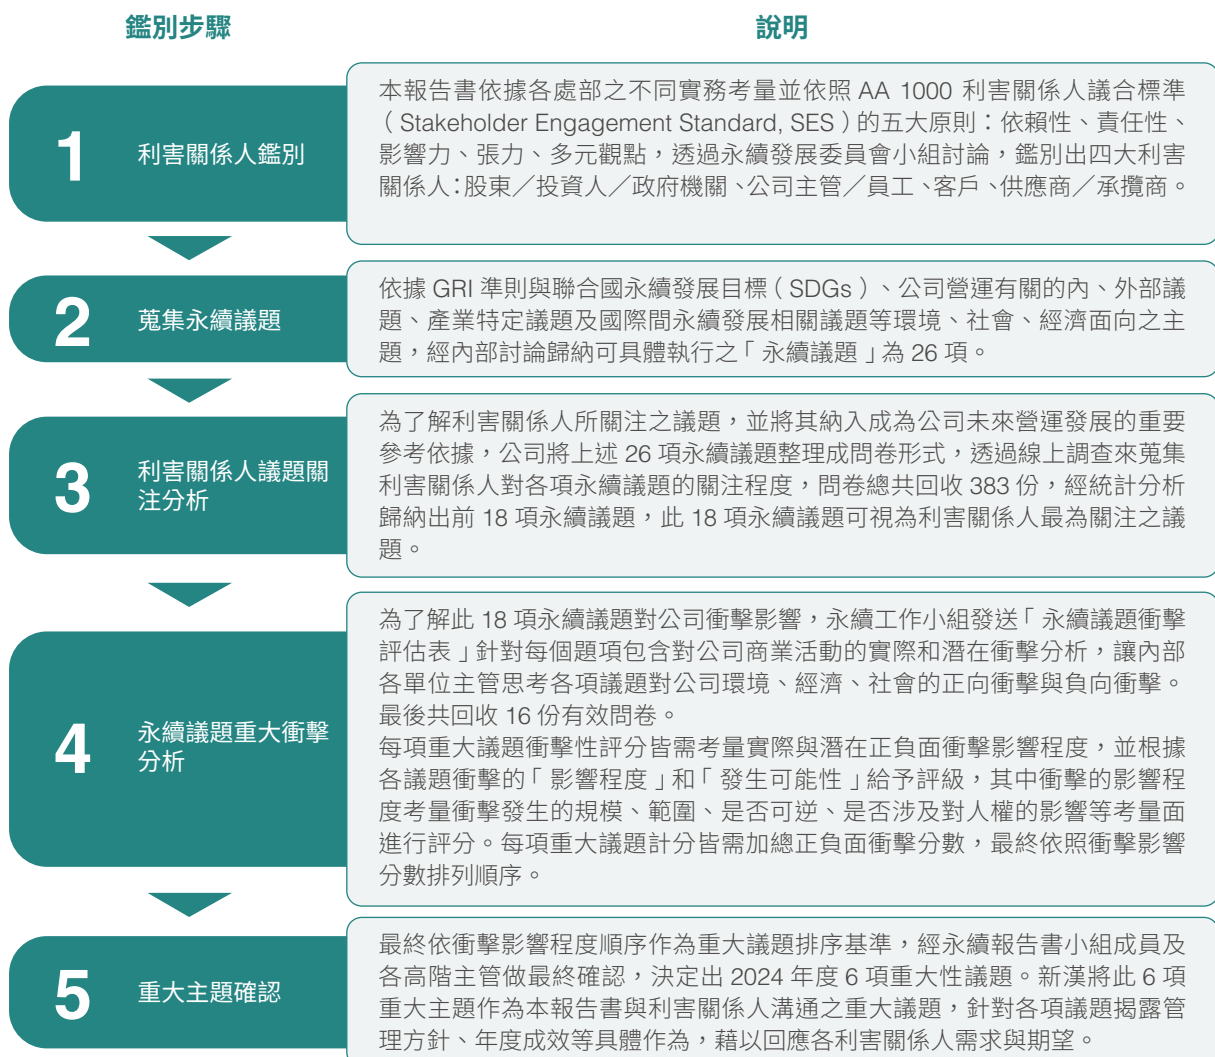 鑑別步驟
說明
1
利害關係人鑑別
本報告書依據各處部之不同實務考量並依照 AA 1000 利害關係人議合標準
（Stakeholder Engagement Standard, SES）的五大原則：依賴性、責任性、
影響力、張力、多元觀點，透過永續發展委員會小組討論，鑑別出四大利害
關係人：股東／投資人／政府機關、公司主管／員工、客戶、供應商／承攬商。
2
蒐集永續議題
依據 GRI 準則與聯合國永續發展目標（SDGs）、公司營運有關的內、外部議
題、產業特定議題及國際間永續發展相關議題等環境、社會、經濟面向之主
題，經內部討論歸納可具體執行之「永續議題」為 26 項。
3
利害關係人議題關
注分析
為了解利害關係人所關注之議題，並將其納入成為公司未來營運發展的重要
參考依據，公司將上述 26 項永續議題整理成問卷形式，透過線上調查來蒐集
利害關係人對各項永續議題的關注程度，問卷總共回收 383 份，經統計分析
歸納出前 18 項永續議題，此 18 項永續議題可視為利害關係人最為關注之議
題。
4
永續議題重大衝擊
分析
為了解此 18 項永續議題對公司衝擊影響，永續工作小組發送「永續議題衝擊
評估表」針對每個題項包含對公司商業活動的實際和潛在衝擊分析，讓內部
各單位主管思考各項議題對公司環境、經濟、社會的正向衝擊與負向衝擊。
最後共回收 16 份有效問卷。
每項重大議題衝擊性評分皆需考量實際與潛在正負面衝擊影響程度，並根據
各議題衝擊的「影響程度」和「發生可能性」給予評級，其中衝擊的影響程
度考量衝擊發生的規模、範圍、是否可逆、是否涉及對人權的影響等考量面
進行評分。每項重大議題計分皆需加總正負面衝擊分數，最終依照衝擊影響
分數排列順序。
5
重大主題確認
最終依衝擊影響程度順序作為重大議題排序基準，經永續報告書小組成員及
各高階主管做最終確認，決定出 2024 年度 6 項重大性議題。新漢將此 6 項
重大主題作為本報告書與利害關係人溝通之重大議題，針對各項議題揭露管
理方針、年度成效等具體作為，藉以回應各利害關係人需求與期望。